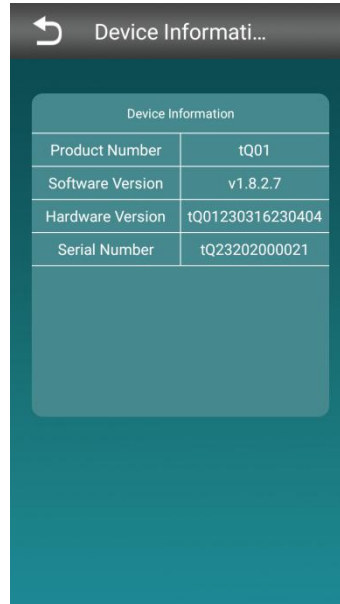 Device Informati...
Device Information
Product Number tQ01
Software Version v1.8.2.7
Hardware Version tQ01230316230404
Serial Number tQ23202000021